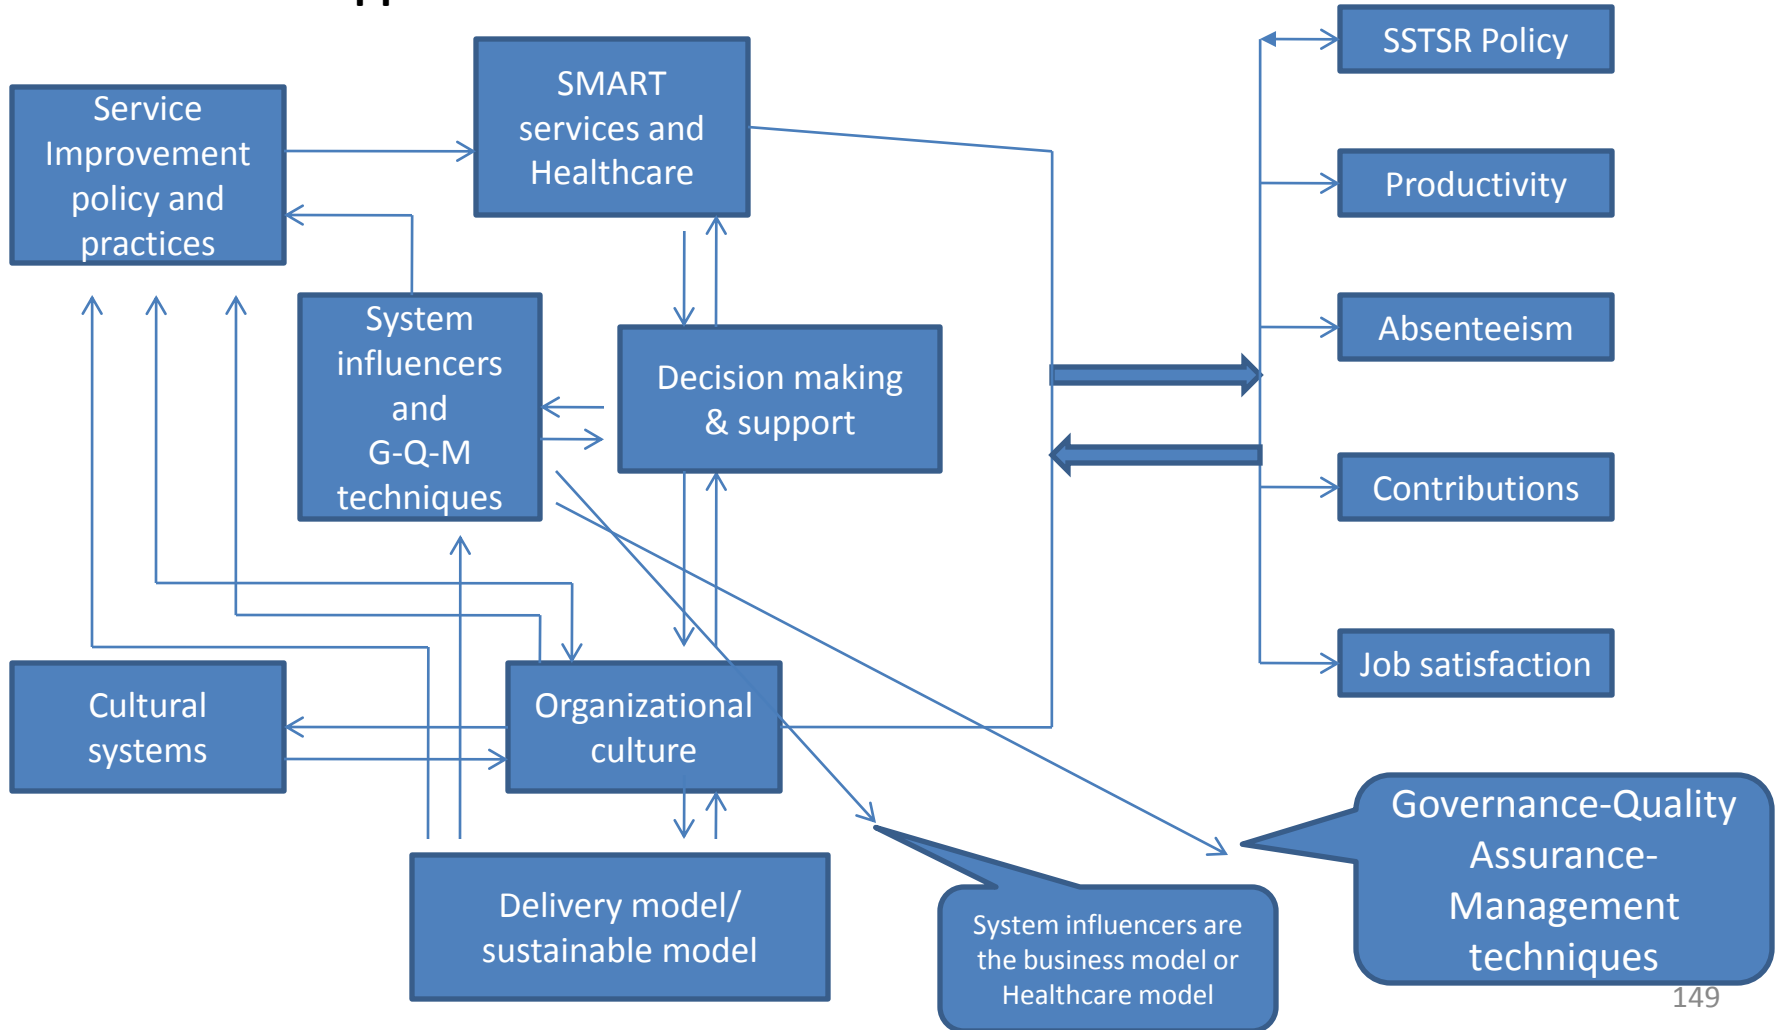 SMART
services and
Healthcare
Service
Improvement
policy and
practices
System
influencers
and
G-Q-M
techniques
Decision making
& support
Cultural
systems
Organizational
culture
Delivery model/
sustainable model
SSTSR Policy
Productivity
Absenteeism
Contributions
Job satisfaction
System influencers are
the business model or
Healthcare model
Governance-Quality
Assurance-
Management
techniques
149